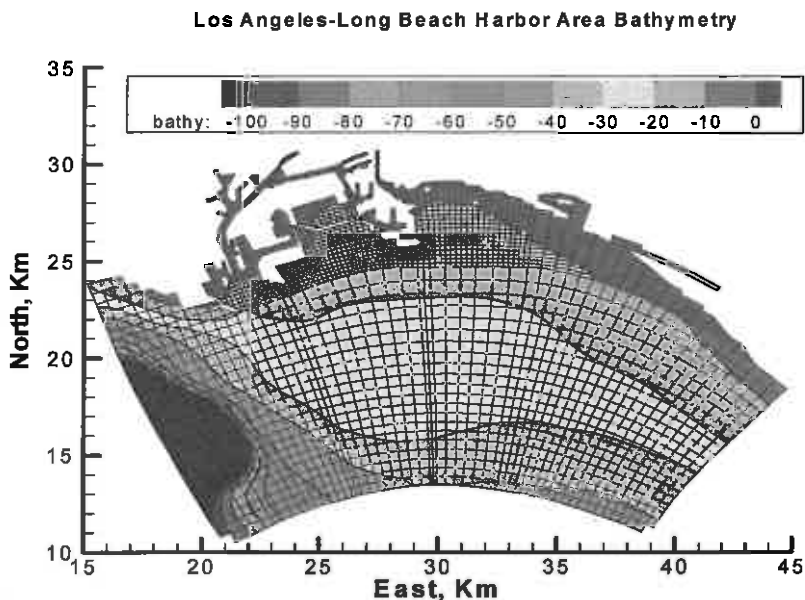 Los Angeles-Long Beach Harbor Area Bathymetry
35
bathy: -100 -90 -80 -70 -60 -50 -40 -30 -20 -10 0
30
25
North, Km
20
15
10
15 20 25 30 35 40 45
East, Km